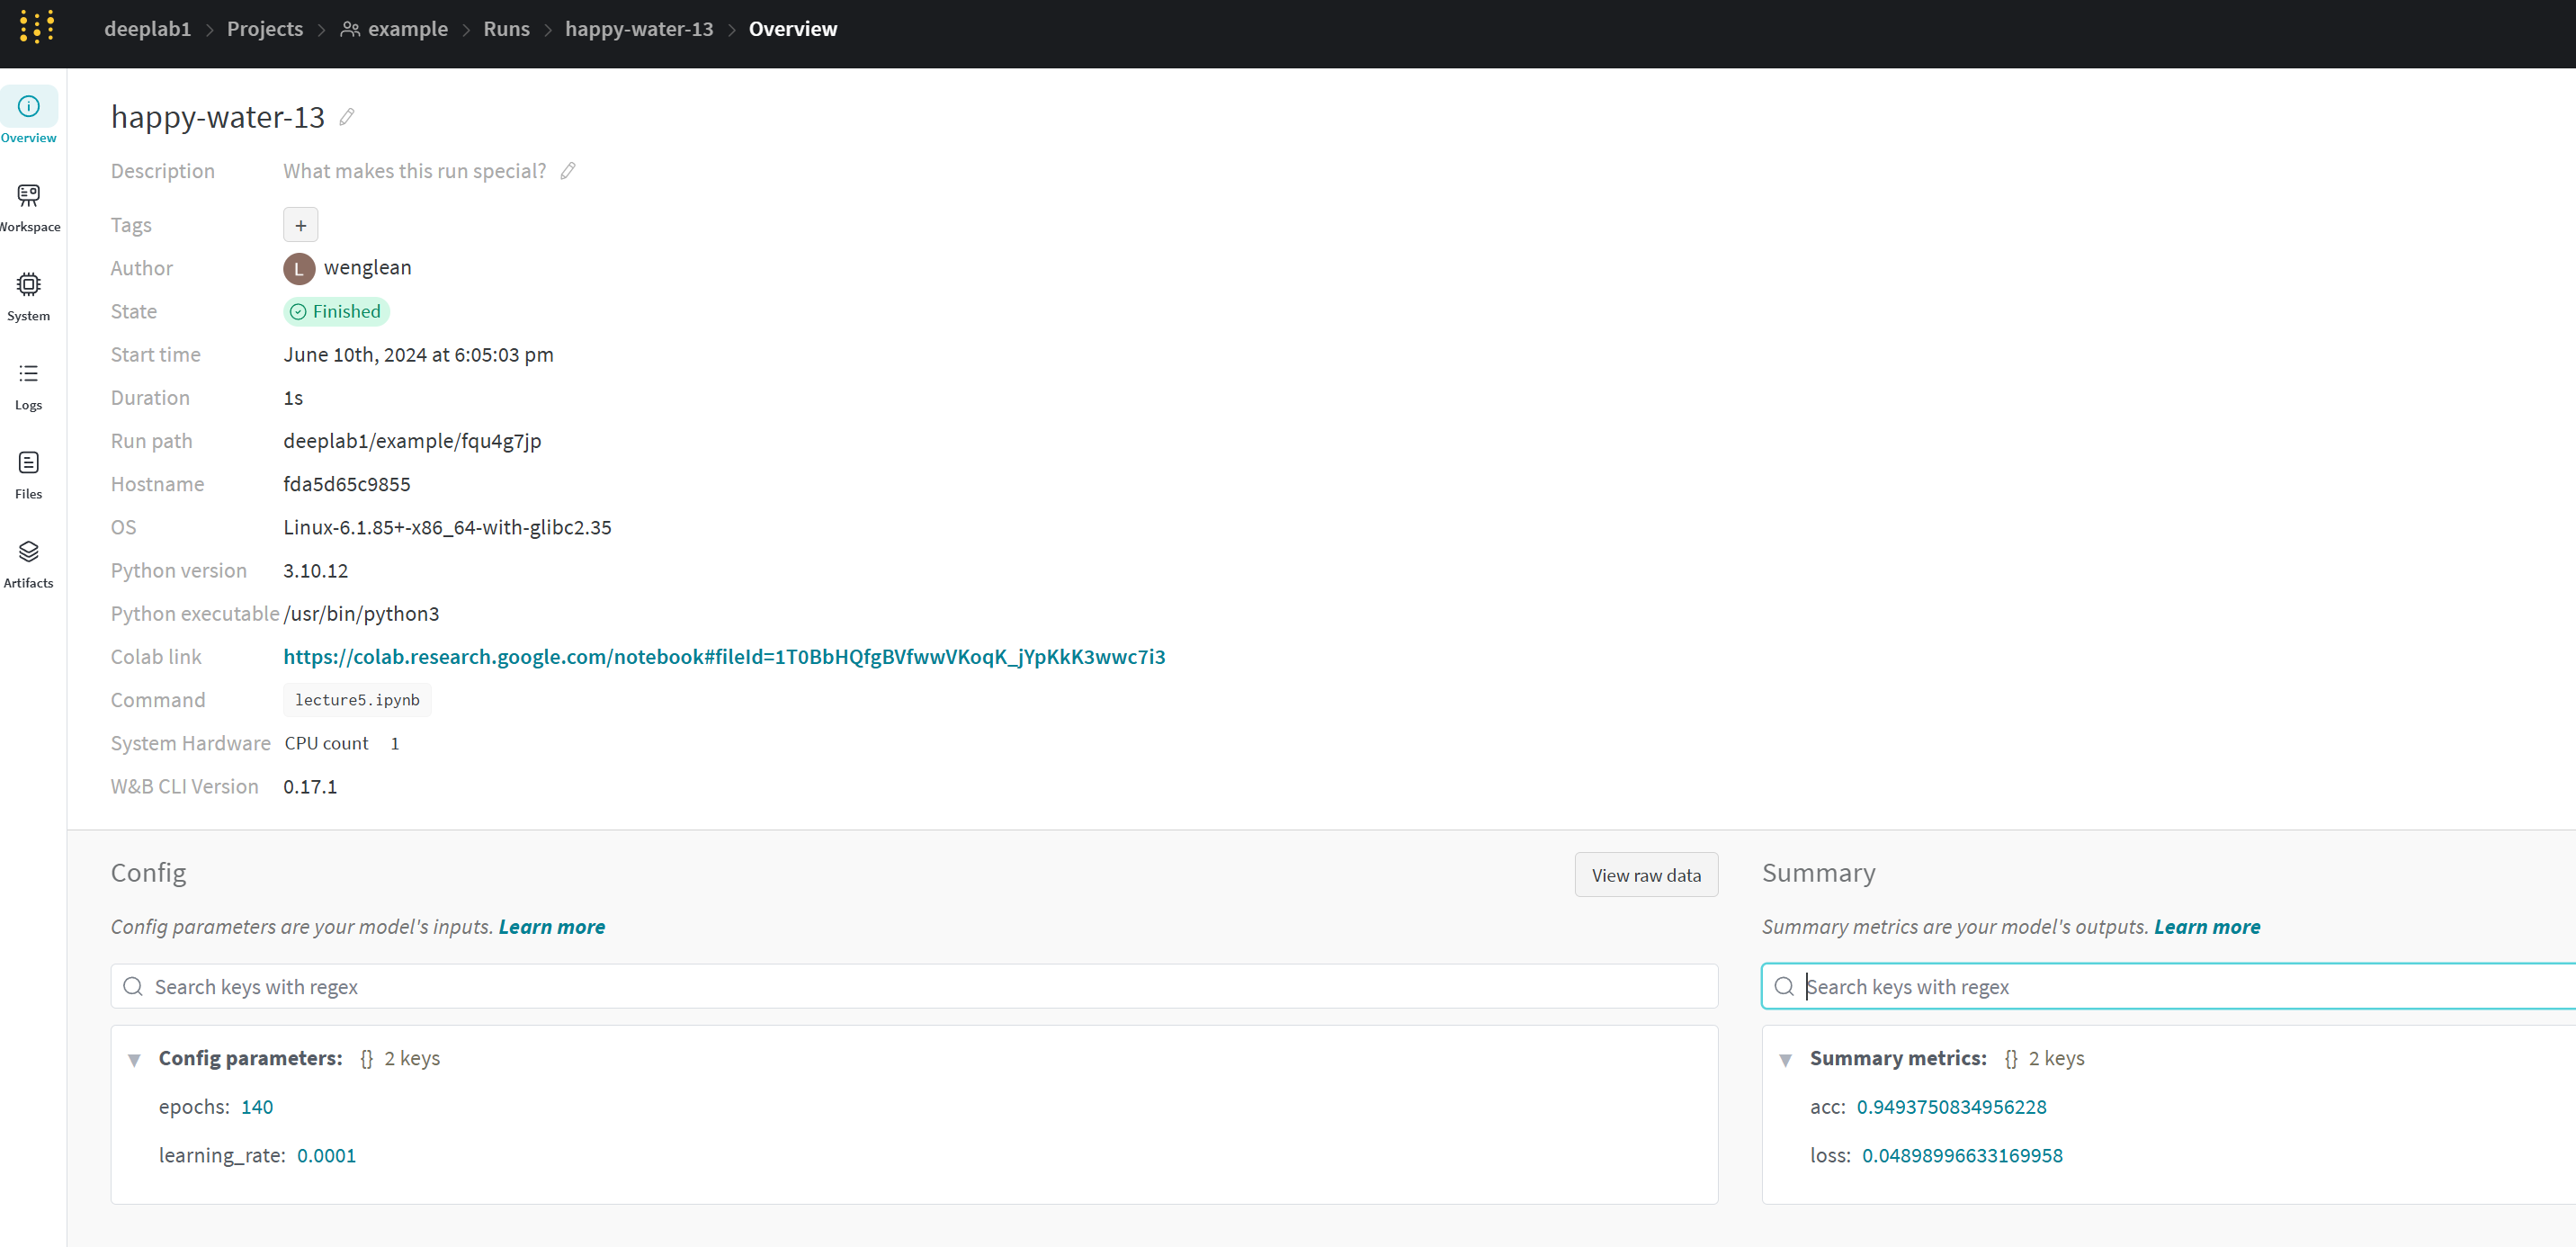 deeplab1 > Projects > example > Runs > happy-water-13 > Overview
Overview
Workspace
System
Logs
Files
Artifacts
happy-water-13
Description What makes this run special?
Tags +
Author L wenglean
State Finished
Start time June 10th, 2024 at 6:05:03 pm
Duration 1s
Run path deeplab1/example/fqu4g7jp
Hostname fda5d65c9855
OS Linux-6.1.85+-x86_64-with-glibc2.35
Python version 3.10.12
Python executable /usr/bin/python3
Colab link https://colab.research.google.com/notebook#fileId=1T0BbHQfgBVfwwVKoqK_jYpKkK3wwc7i3
Command lecture5.ipynb
System Hardware CPU count 1
W&B CLI Version 0.17.1
Config View raw data
Config parameters are your model's inputs. Learn more
Search keys with regex
Config parameters: {} 2 keys
epochs: 140
learning_rate: 0.0001
Summary
Summary metrics are your model's outputs. Learn more
Search keys with regex
Summary metrics: {} 2 keys
acc: 0.9493750834956228
loss: 0.04898996633169958